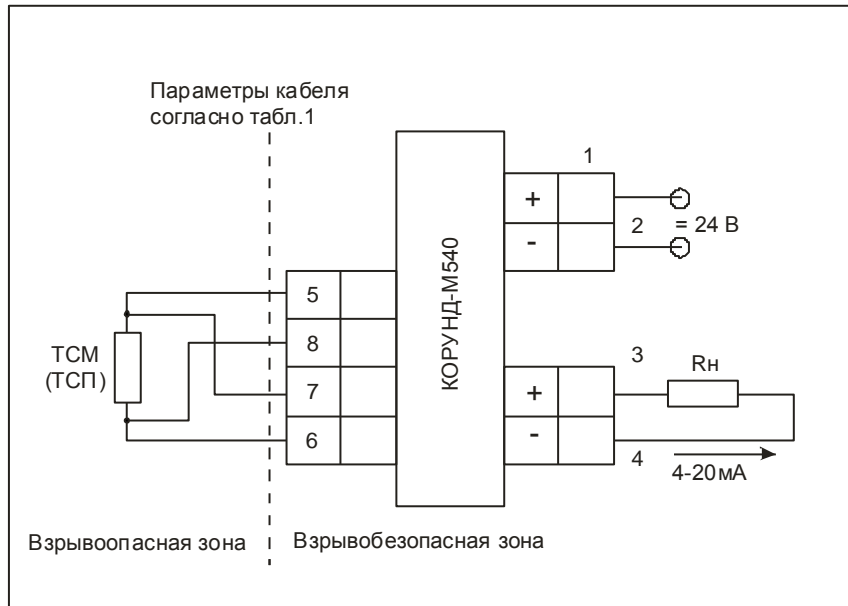 Параметры кабеля
согласно табл.1
1
+
2
= 24 В
-
КОРУНД-М540
5
8
7
6
ТСМ
(ТСП)
3
Rн
+
-
4
4-20мА
Взрывоопасная зона
Взрывобезопасная зона